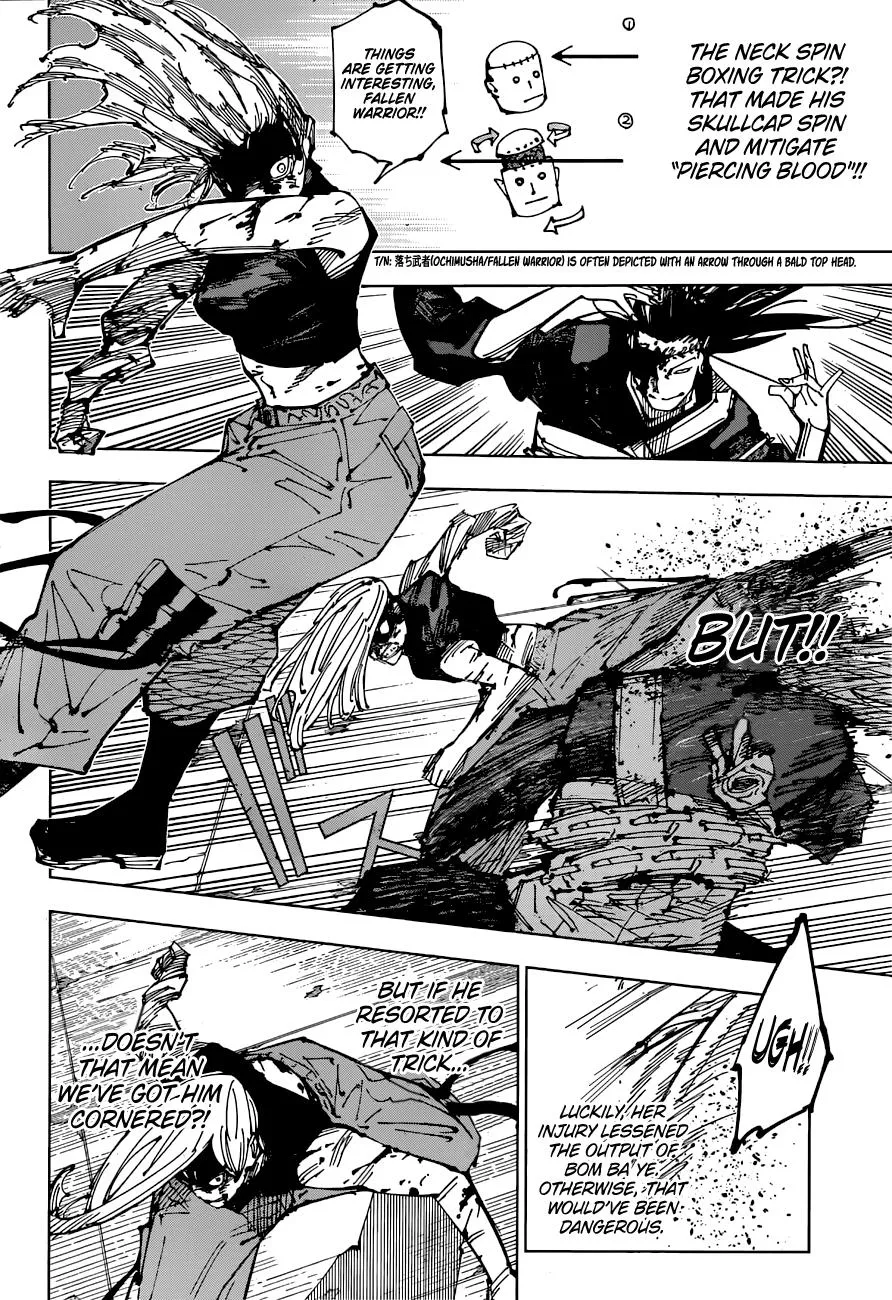 THE NECK SPIN
BOXING TRICK?!
THAT MADE HIS
SKULLCAP SPIN
AND MITIGATE
"PIERCING BLOOD"!!
①
②
THINGS
ARE GETTING
INTERESTING,
FALLEN
WARRIOR!!
T/N: 落ち武者(OCHIMUSHA/FALLEN WARRIOR) IS OFTEN DEPICTED WITH AN ARROW THROUGH A BALD TOP HEAD.
BUT!!
UGH!!
LUCKILY, HER
INJURY LESSENED
THE OUTPUT OF
BOM BA'YE.
OTHERWISE, THAT
WOULD'VE BEEN
DANGEROUS.
BUT IF HE
RESORTED TO
THAT KIND OF
TRICK...
...DOESN'T
THAT MEAN
WE'VE GOT HIM
CORNERED?!